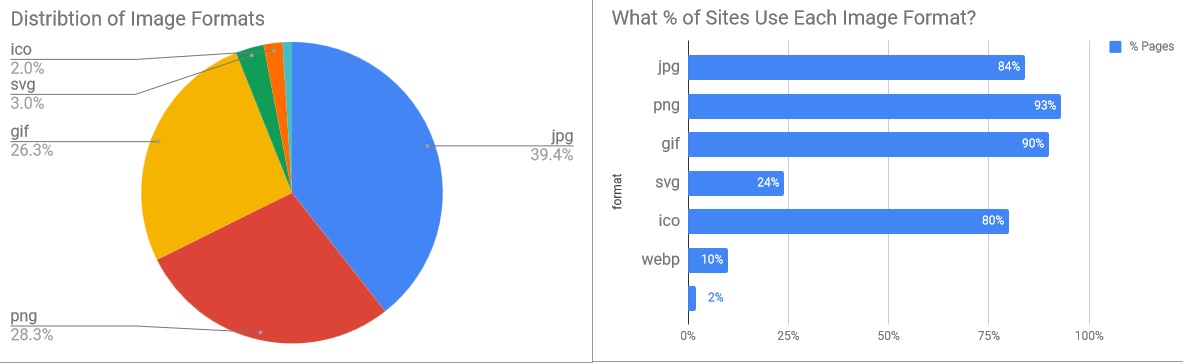 Distribtion of Image Formats
ico
2.0%
svg
3.0%
gif
26.3%
jpg
39.4%
png
28.3%
What % of Sites Use Each Image Format?
% Pages
format
jpg
84%
png
93%
gif
90%
svg
24%
ico
80%
webp
10%
2%
0%
25%
50%
75%
100%